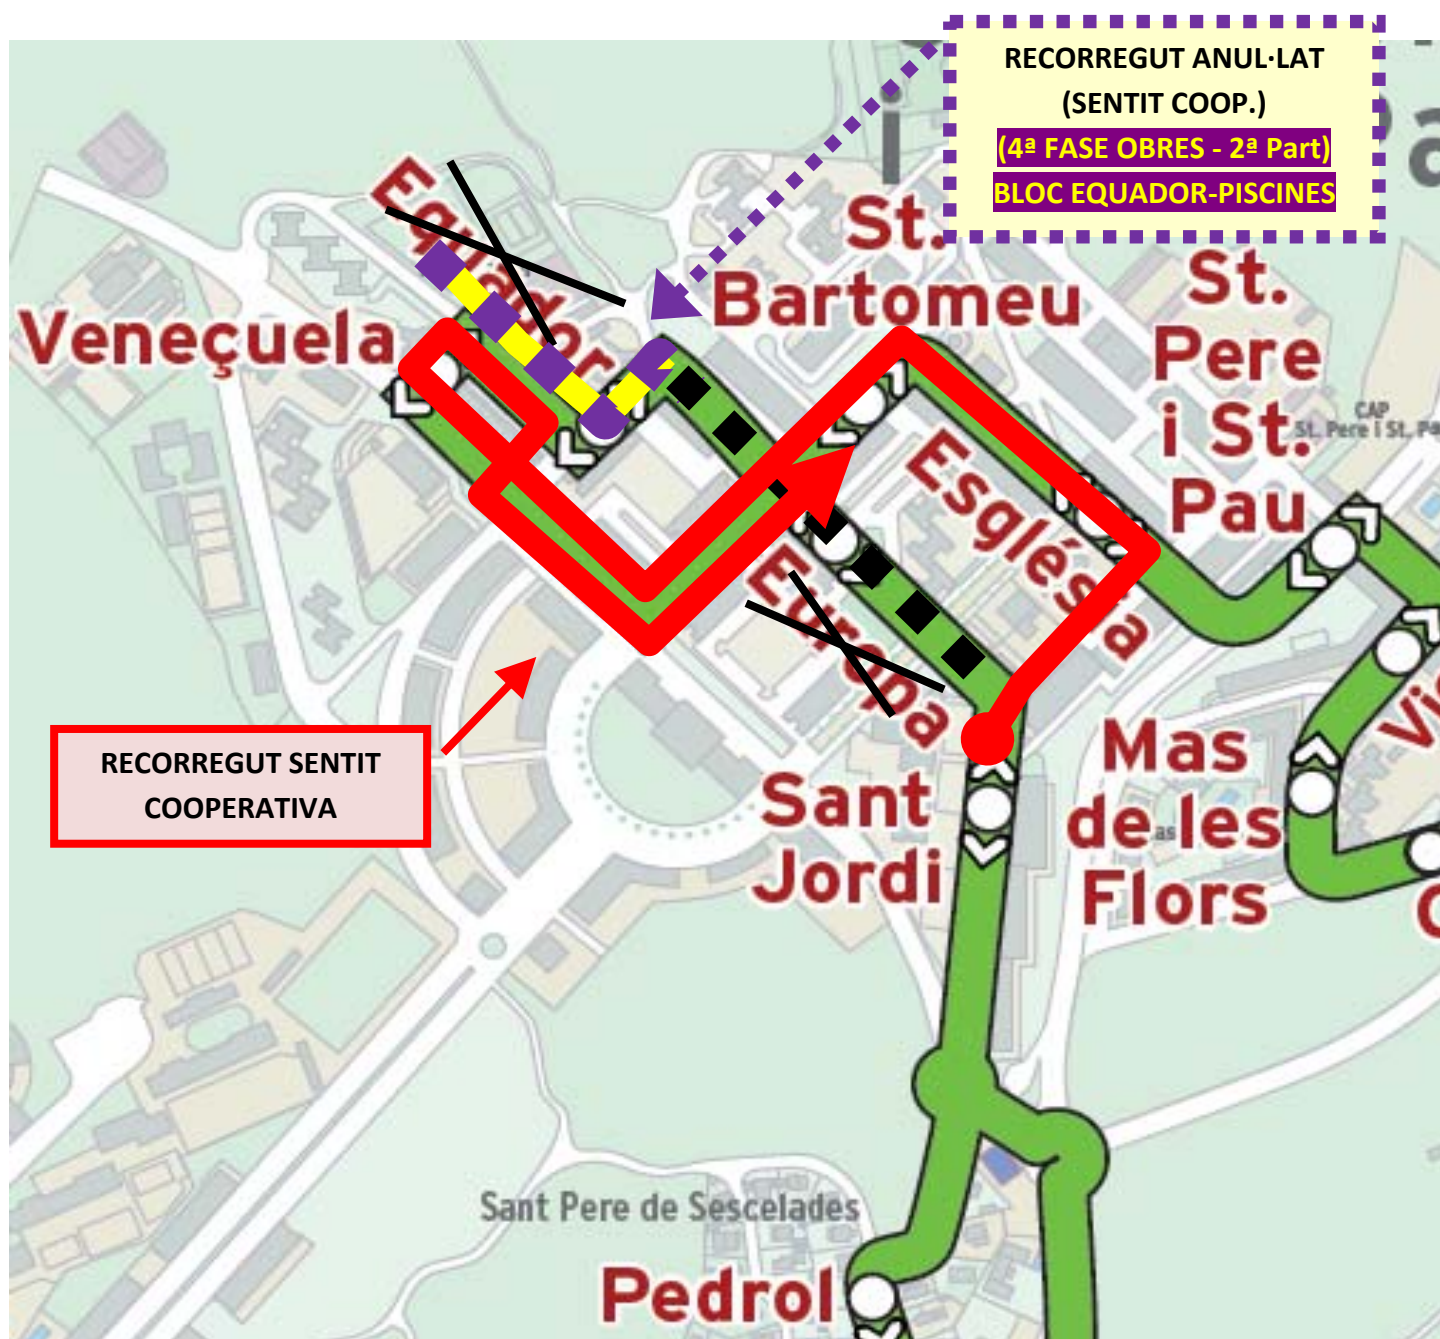 RECORREGUT ANUL·LAT
(SENTIT COOP.)
(4ª FASE OBRES - 2ª Part)
BLOC EQUADOR-PISCINES
i
Equador
St.
Bartomeu
St.
Pere
i St.
Pau
CAP
St. Pere i St. Pa
Veneçuela
Església
Europa
RECORREGUT SENTIT
COOPERATIVA
Sant
Jordi
Mas
de les
Flors
as
Sant Pere de Sescelades
Pedrol